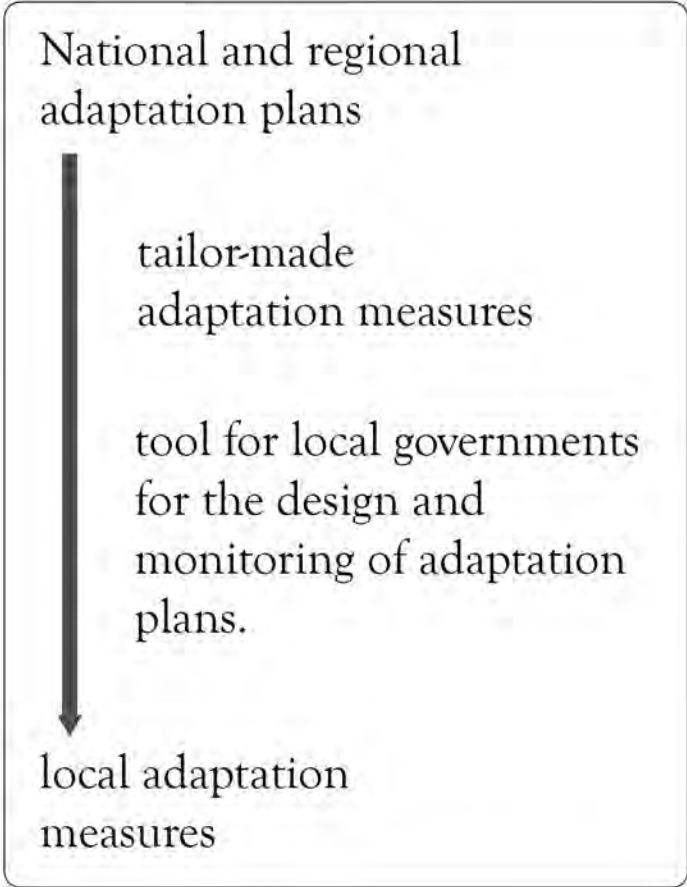 National and regional
adaptation plans
tailor-made
adaptation measures
tool for local governments
for the design and
monitoring of adaptation
plans.
local adaptation
measures